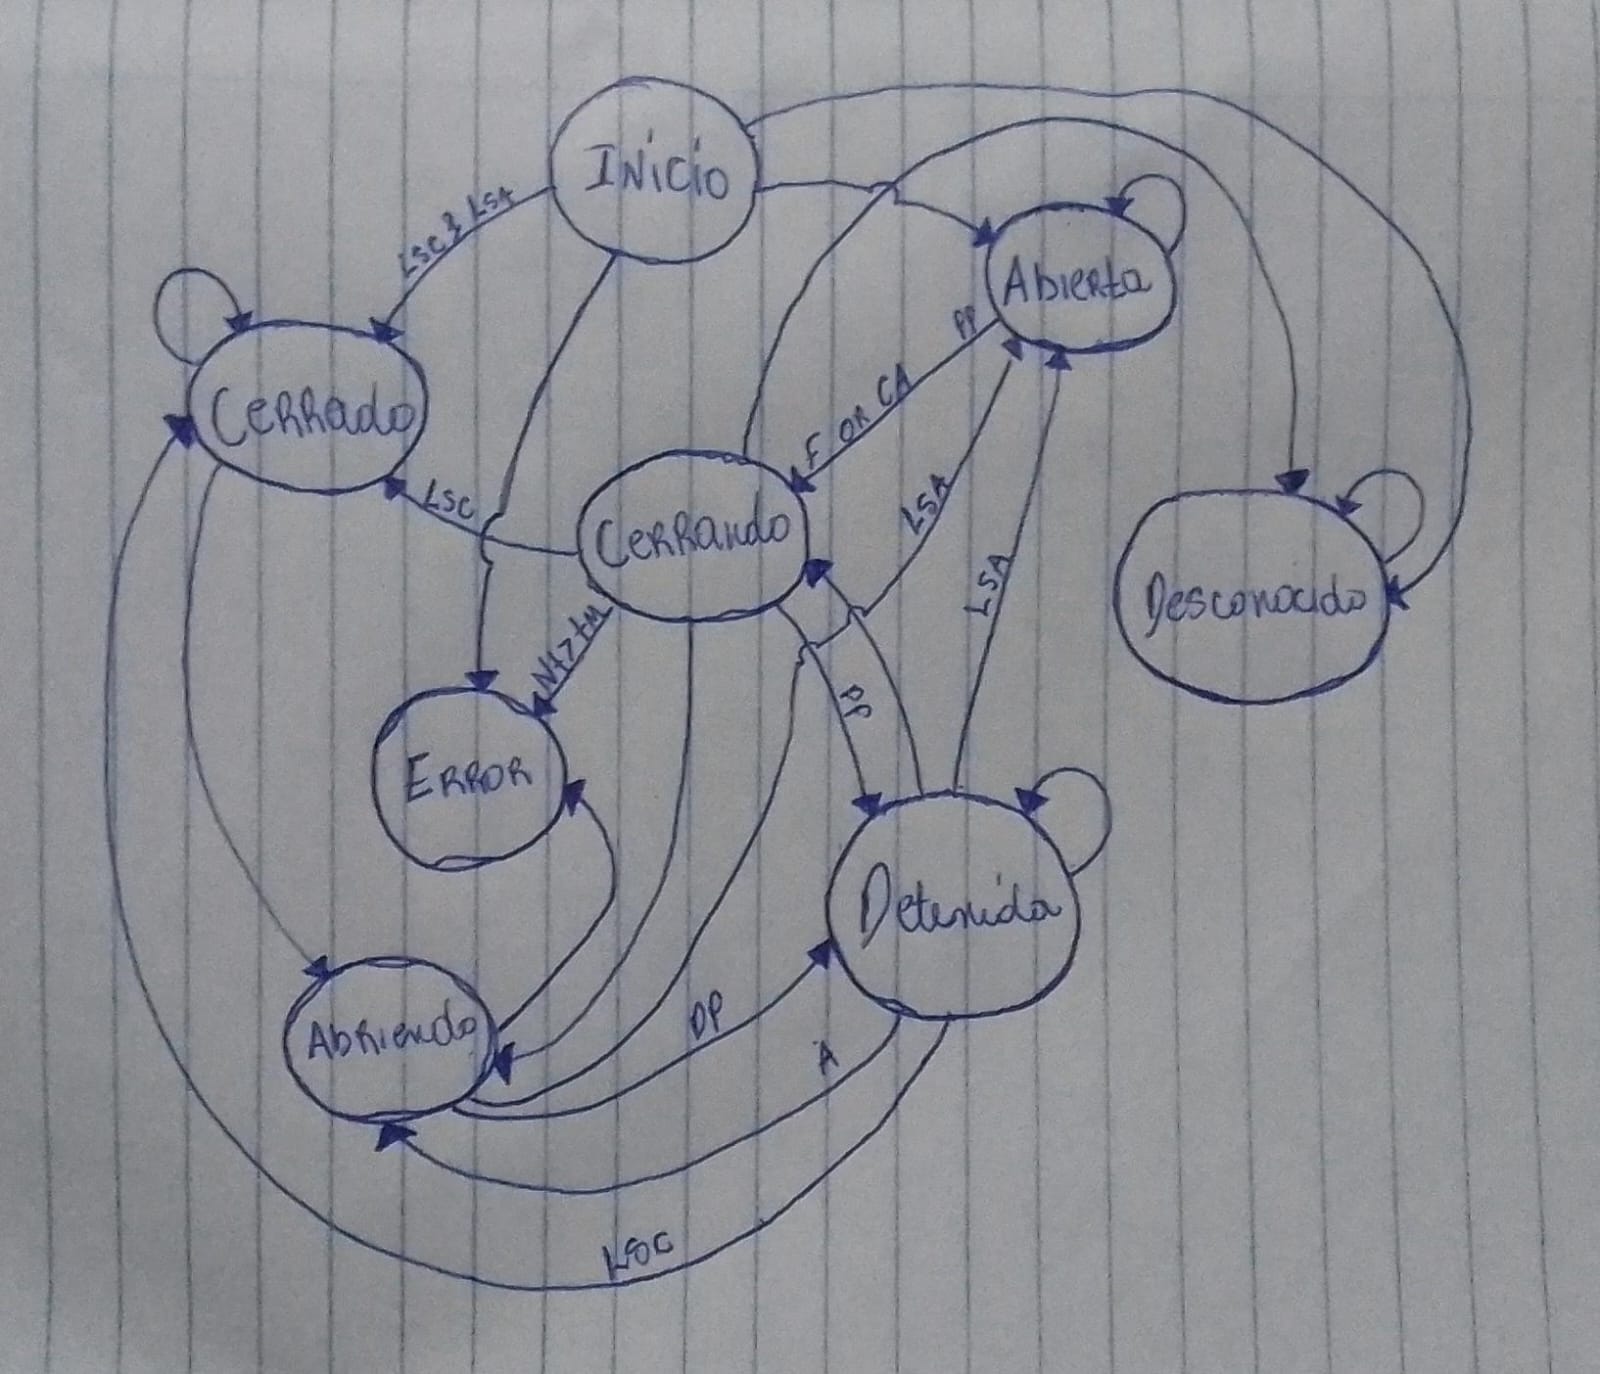 INicio
LSC & LSA
Abierta
PP
F OR CA
Cerrado
LSC
Cerrando
LSA
LSA
Desconocido
Nt>tM
PP
Error
Detenida
Abriendo
DP
A
LSC